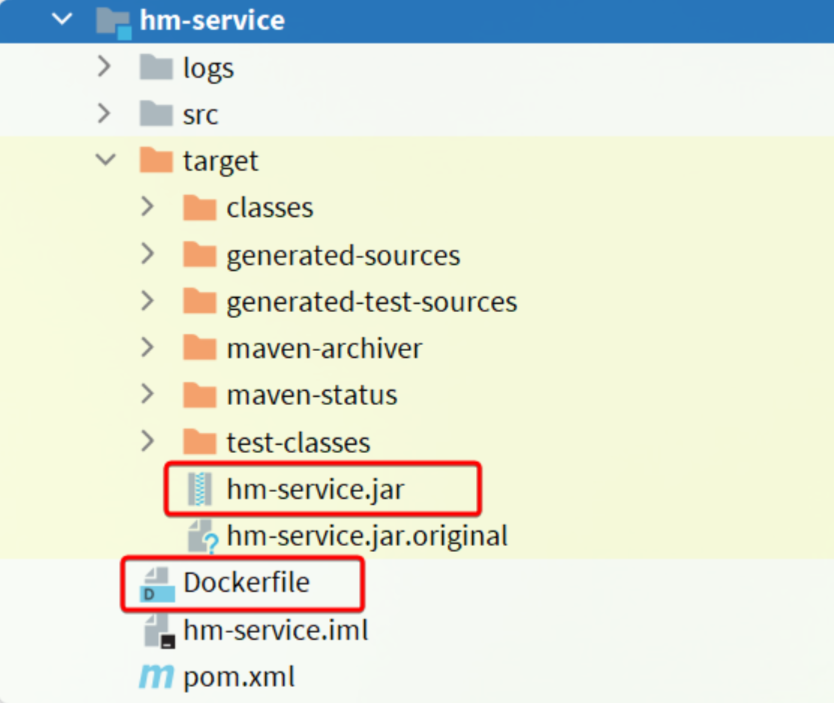 hm-service
logs
src
target
classes
generated-sources
generated-test-sources
maven-archiver
maven-status
test-classes
hm-service.jar
hm-service.jar.original
D Dockerfile
hm-service.iml
m pom.xml